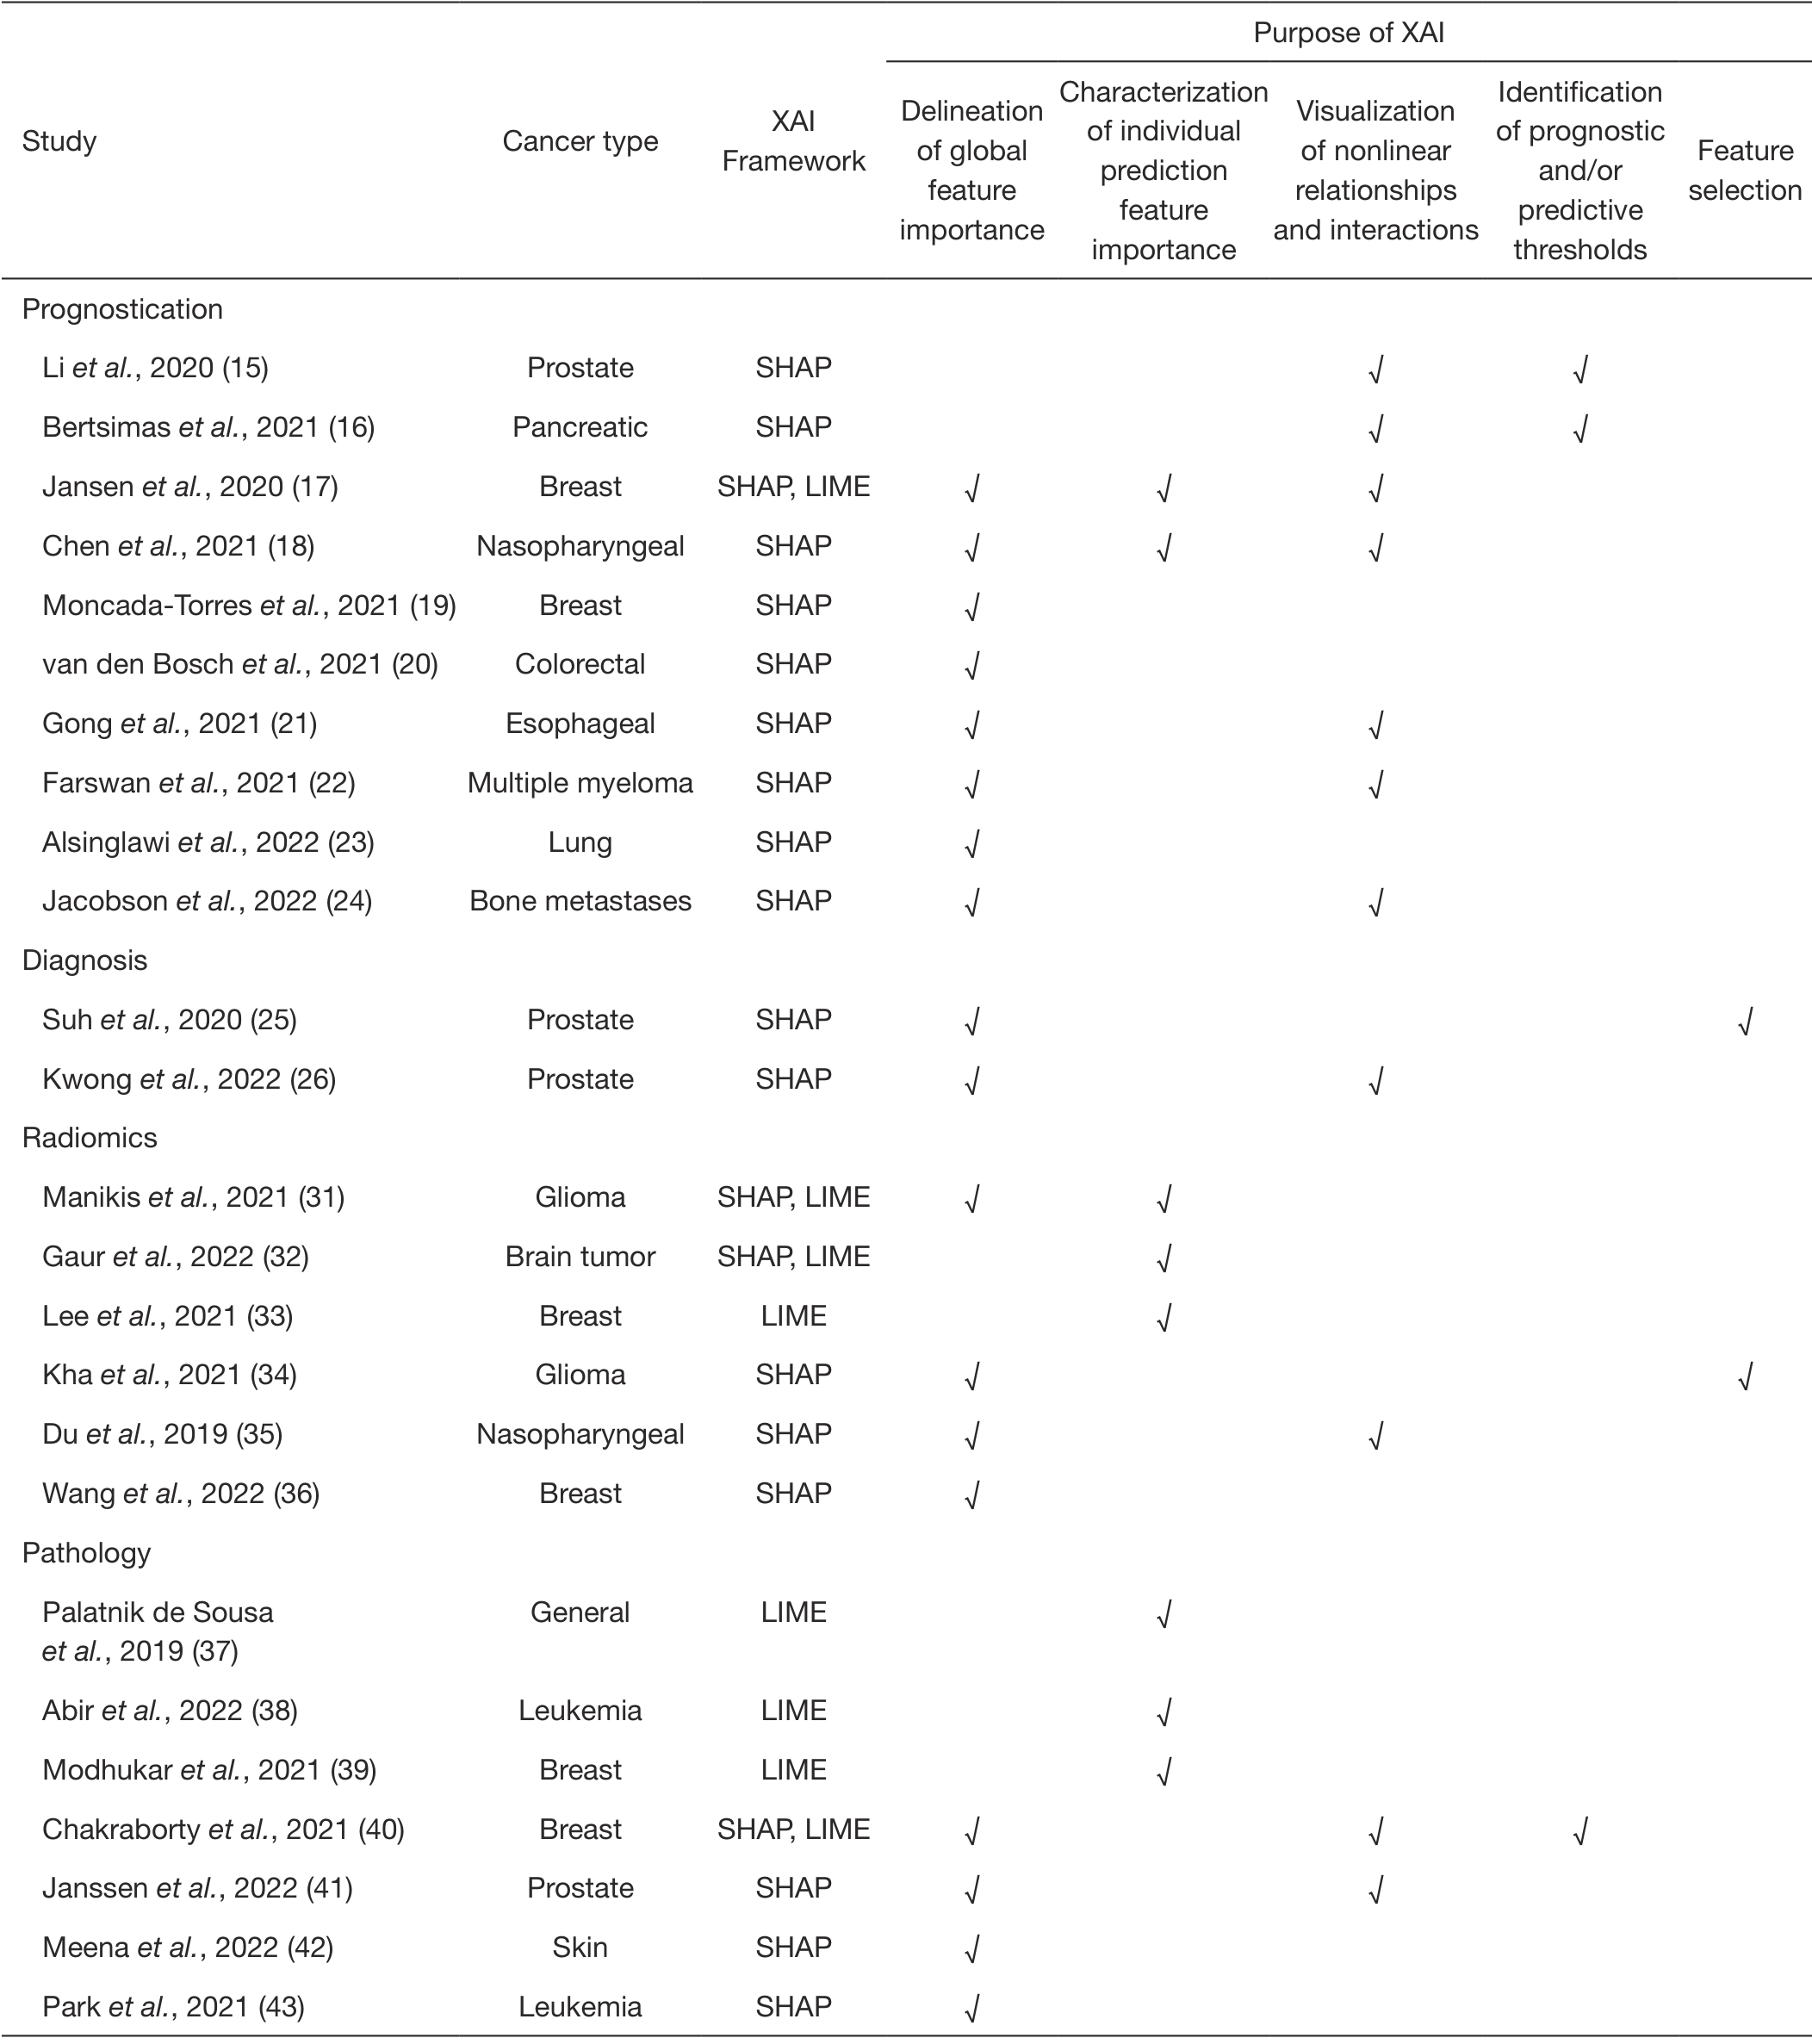 Purpose of XAI
Study Cancer type XAI Framework Delineation of global feature importance Characterization of individual prediction feature importance Visualization of nonlinear relationships and interactions Identification of prognostic and/or predictive thresholds Feature selection
Prognostication
Li et al., 2020 (15) Prostate SHAP √ √
Bertsimas et al., 2021 (16) Pancreatic SHAP √ √
Jansen et al., 2020 (17) Breast SHAP, LIME √ √ √
Chen et al., 2021 (18) Nasopharyngeal SHAP √ √ √
Moncada-Torres et al., 2021 (19) Breast SHAP √
van den Bosch et al., 2021 (20) Colorectal SHAP √
Gong et al., 2021 (21) Esophageal SHAP √ √
Farswan et al., 2021 (22) Multiple myeloma SHAP √ √
Alsinglawi et al., 2022 (23) Lung SHAP √
Jacobson et al., 2022 (24) Bone metastases SHAP √ √
Diagnosis
Suh et al., 2020 (25) Prostate SHAP √ √
Kwong et al., 2022 (26) Prostate SHAP √ √
Radiomics
Manikis et al., 2021 (31) Glioma SHAP, LIME √ √
Gaur et al., 2022 (32) Brain tumor SHAP, LIME √
Lee et al., 2021 (33) Breast LIME √
Kha et al., 2021 (34) Glioma SHAP √ √
Du et al., 2019 (35) Nasopharyngeal SHAP √ √
Wang et al., 2022 (36) Breast SHAP √
Pathology
Palatnik de Sousa General LIME √
et al., 2019 (37)
Abir et al., 2022 (38) Leukemia LIME √
Modhukar et al., 2021 (39) Breast LIME √
Chakraborty et al., 2021 (40) Breast SHAP, LIME √ √ √
Janssen et al., 2022 (41) Prostate SHAP √ √
Meena et al., 2022 (42) Skin SHAP √
Park et al., 2021 (43) Leukemia SHAP √